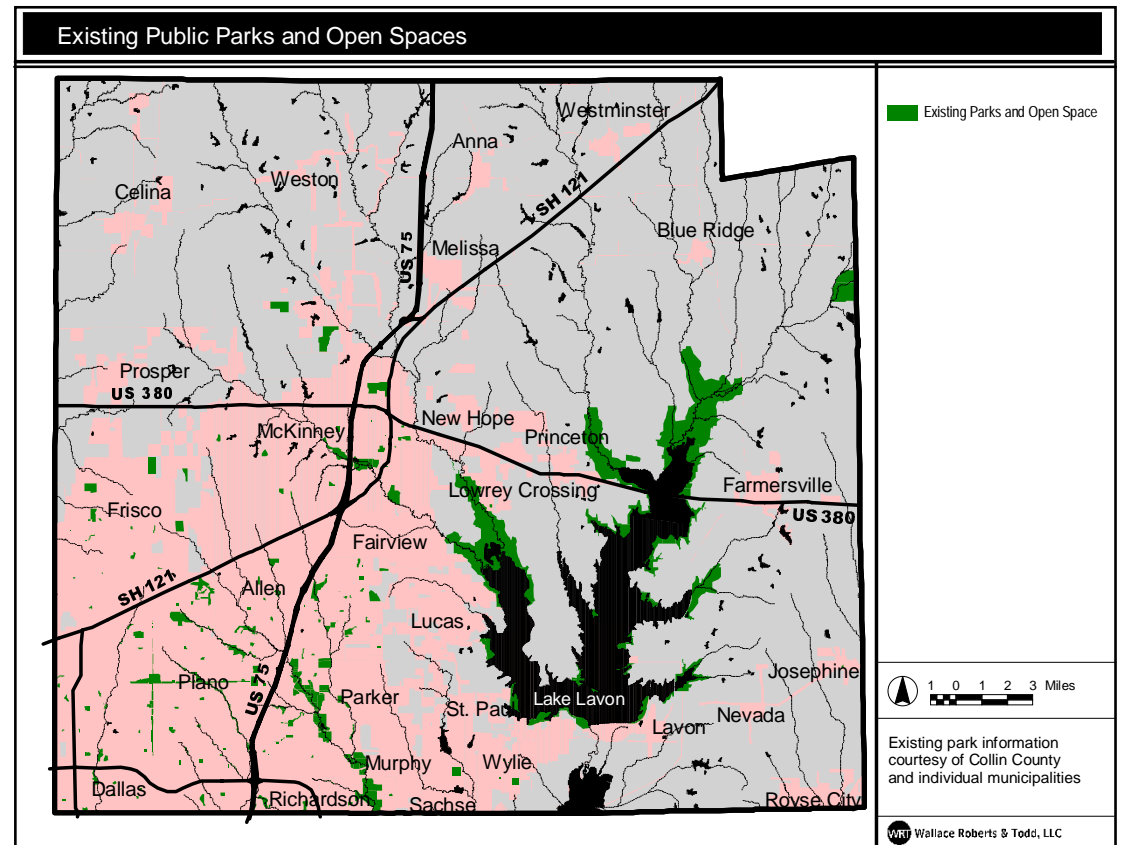 Existing Public Parks and Open Spaces
Westminster
Anna
Weston
Celina
SH 121
Blue Ridge
Melissa
US 75
Prosper
US 380
New Hope
McKinney
Princeton
Lowrey Crossing
Farmersville
Frisco
US 380
Fairview
SH 121
Allen
Lucas
Josephine
Plano
US 75
Parker
Lake Lavon
St. Pau
Nevada
Lavon
Murphy
Wylie
Dallas
Richardson
Sachse
Royse City
Existing Parks and Open Space
1 0 1 2 3 Miles
Existing park information
courtesy of Collin County
and individual municipalities
WRT Wallace Roberts & Todd, LLC